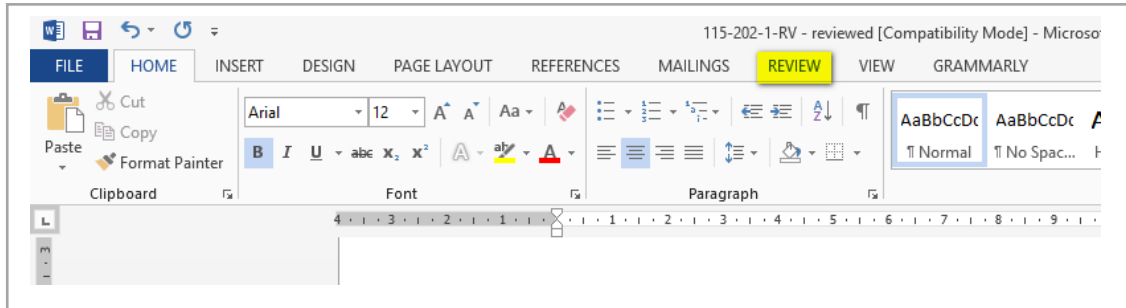 115-202-1-RV - reviewed [Compatibility Mode] - Microso
FILE HOME INSERT DESIGN PAGE LAYOUT REFERENCES MAILINGS REVIEW VIEW GRAMMARLY
Cut
Copy
Paste
Format Painter
Arial 12 A A Aa
B I U abc X₂ X² A ab A
A Z ¶
AaBbCcDc AaBbCcDc A
¶ Normal ¶ No Spac... H
Clipboard Font Paragraph
L 4 3 2 1 1 2 3 4 5 6 7 8 9
3